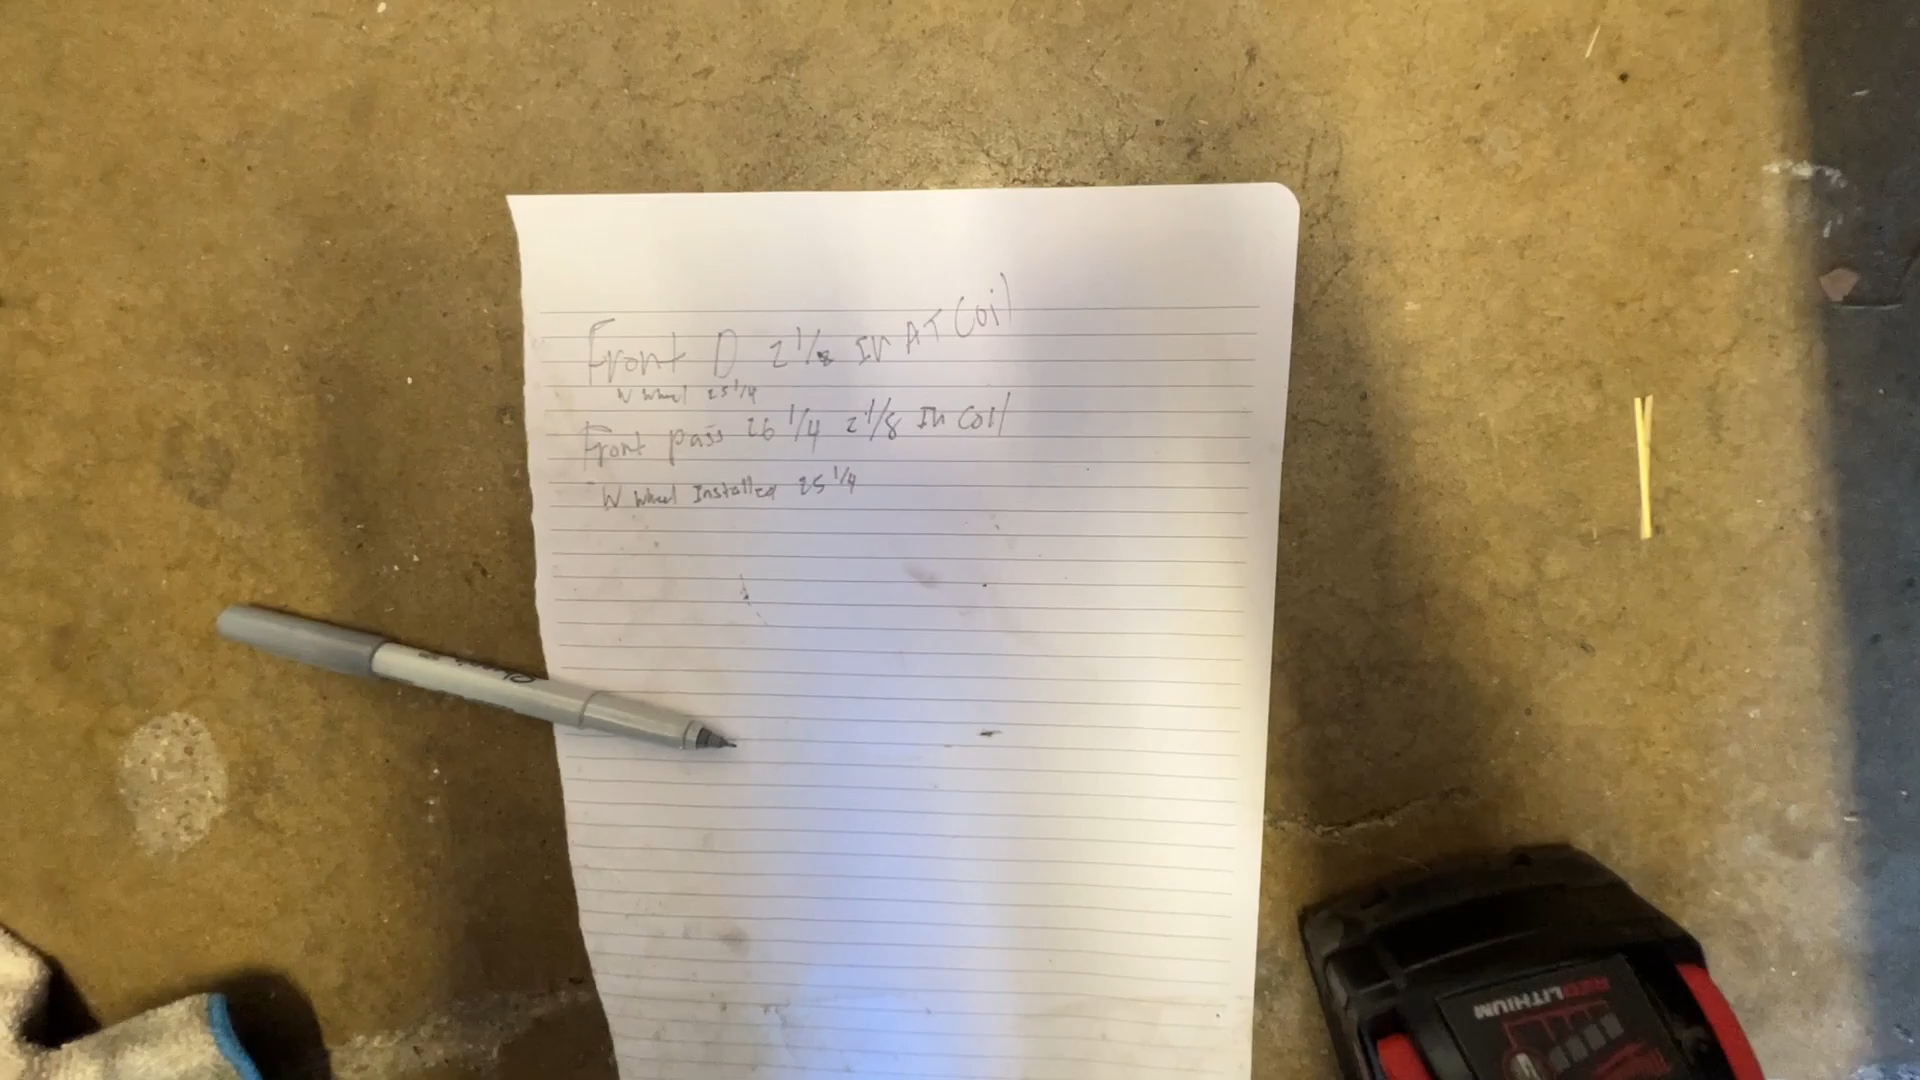 Front D 2 1/8 In AT Coil
W wheel 25 1/4
Front pass 26 1/4 2 1/8 In Coil
W wheel Installed 25 1/4
REDLITHIUM